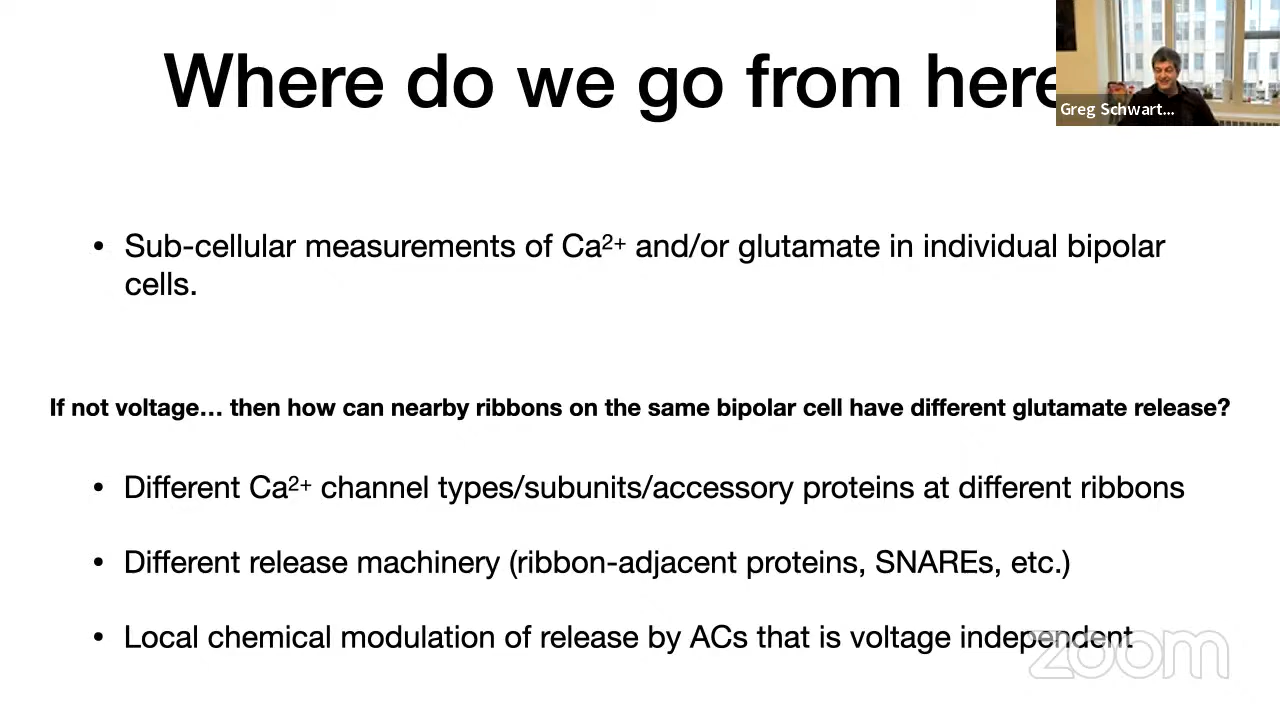 Where do we go from here
Greg Schwart...
• Sub-cellular measurements of Ca²⁺ and/or glutamate in individual bipolar
cells.
If not voltage... then how can nearby ribbons on the same bipolar cell have different glutamate release?
• Different Ca²⁺ channel types/subunits/accessory proteins at different ribbons
• Different release machinery (ribbon-adjacent proteins, SNAREs, etc.)
• Local chemical modulation of release by ACs that is voltage independent
zoom